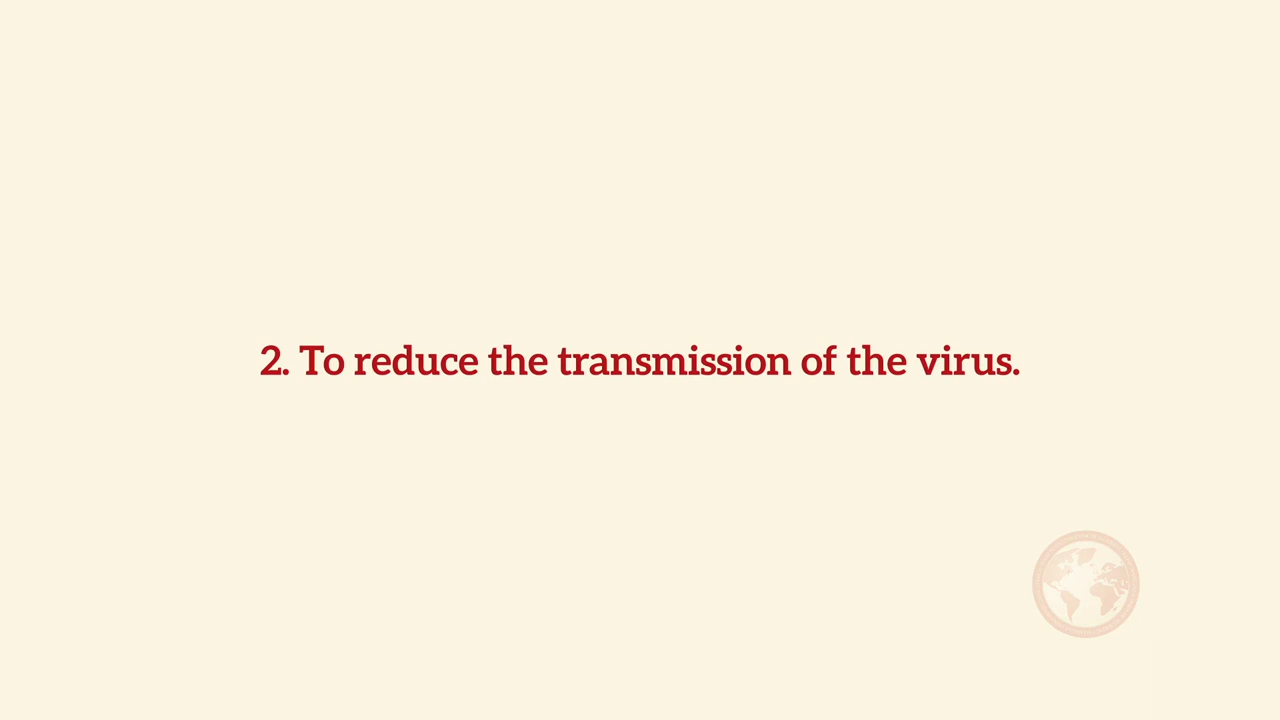 2. To reduce the transmission of the virus.